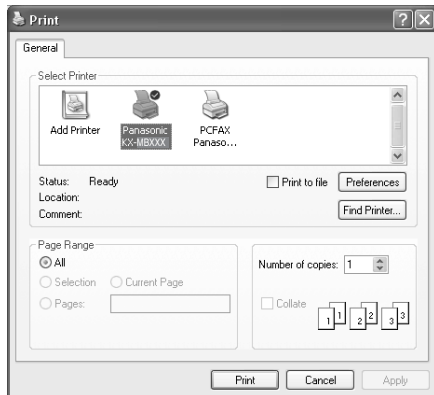 Print
General
Select Printer
Add Printer
Panasonic
KX-MBXXX
PCFAX
Panaso...
Status: Ready
Print to file
Preferences
Location:
Comment:
Find Printer...
Page Range
All
Selection
Current Page
Pages:
Number of copies: 1
Collate
1 1 2 2 3 3
Print
Cancel
Apply